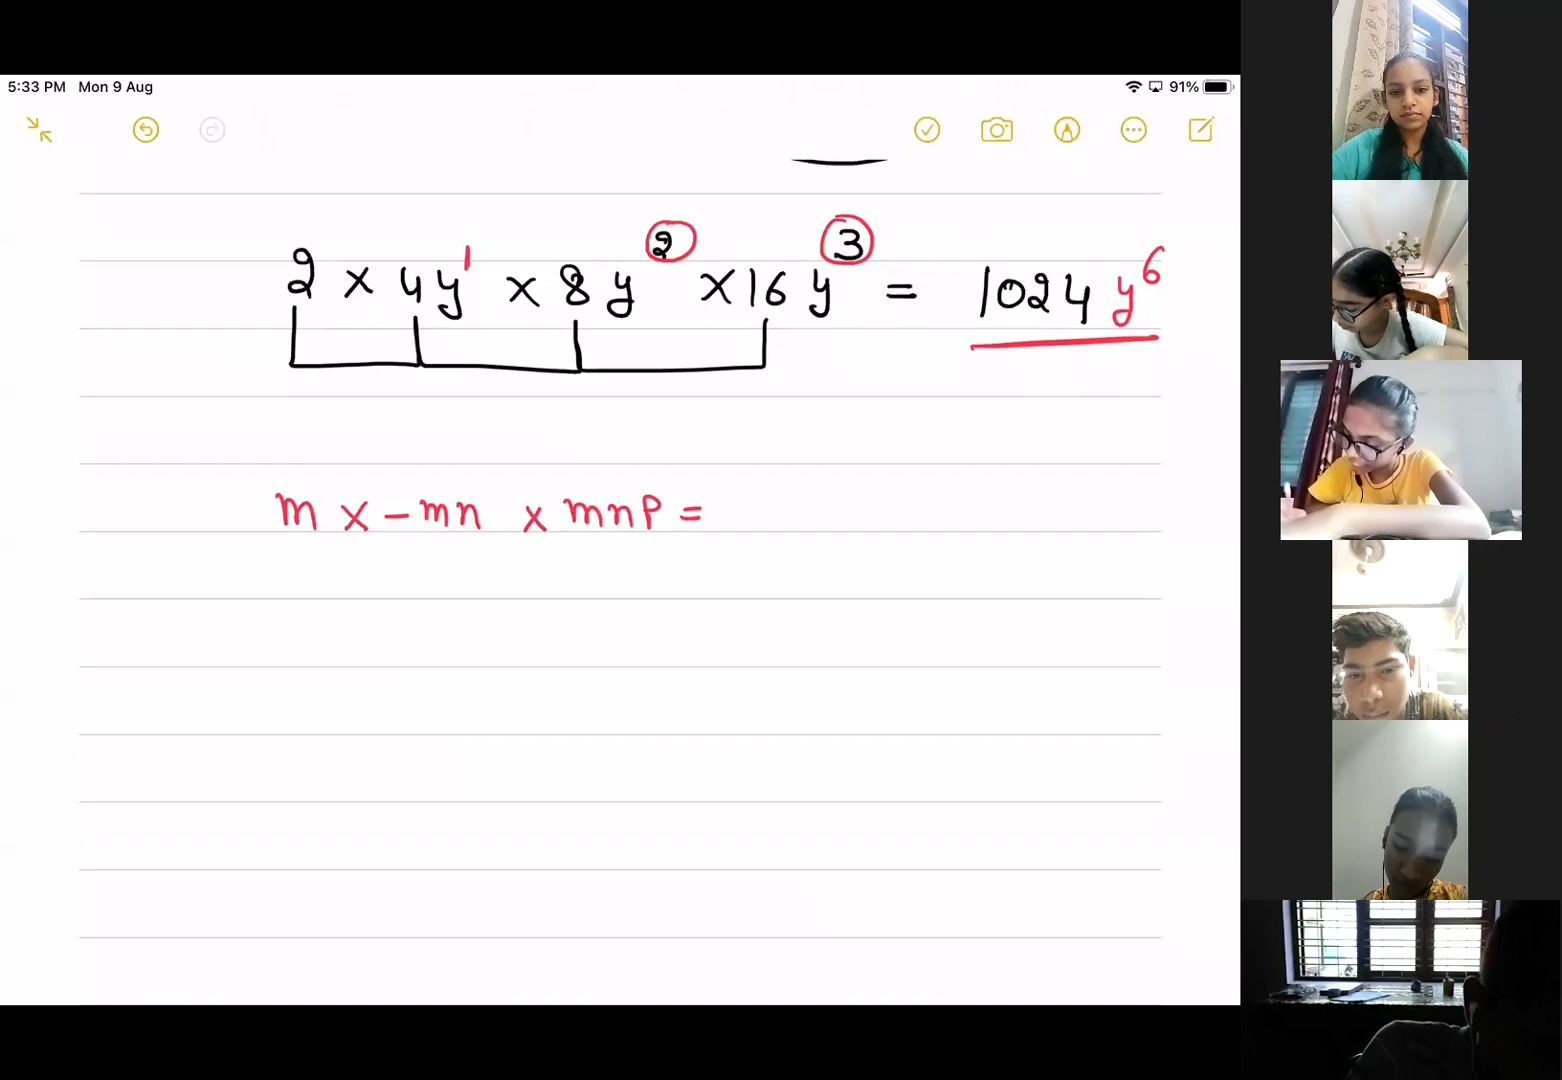 5:33 PM Mon 9 Aug 91%
2 × 4y¹ × 8y² × 16y³ = 1024y⁶
m × -mn × mnP =